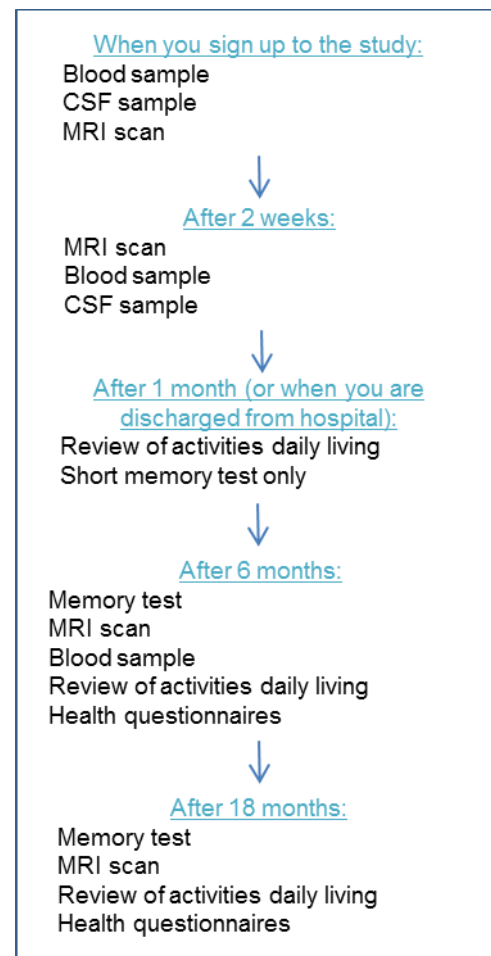 When you sign up to the study:
Blood sample
CSF sample
MRI scan
After 2 weeks:
MRI scan
Blood sample
CSF sample
After 1 month (or when you are
discharged from hospital):
Review of activities daily living
Short memory test only
After 6 months:
Memory test
MRI scan
Blood sample
Review of activities daily living
Health questionnaires
After 18 months:
Memory test
MRI scan
Review of activities daily living
Health questionnaires